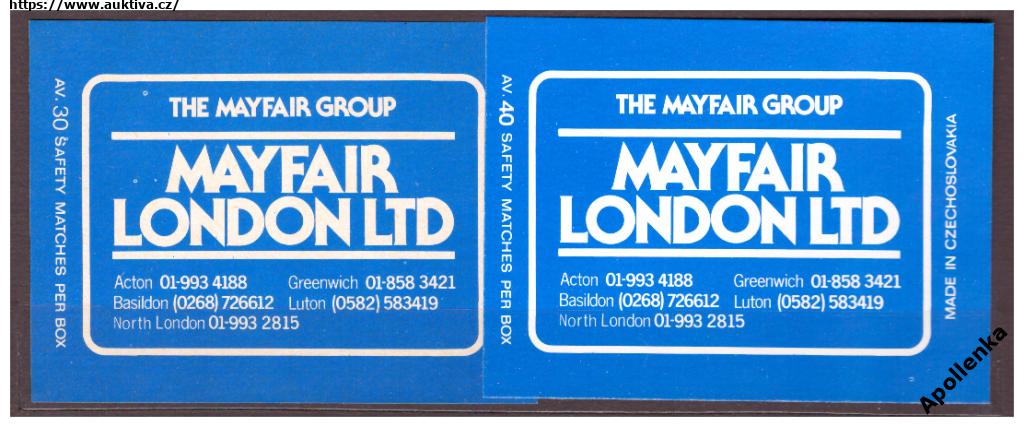 https://www.auktiva.cz/
AV. 30 SAFETY MATCHES PER BOX
THE MAYFAIR GROUP
MAYFAIR
LONDON LTD
Acton 01-993 4188 Greenwich 01-858 3421
Basildon (0268) 726612 Luton (0582) 583419
North London 01-993 2815
AV. 40 SAFETY MATCHES PER BOX
THE MAYFAIR GROUP
MAYFAIR
LONDON LTD
Acton 01-993 4188 Greenwich 01-858 3421
Basildon (0268) 726612 Luton (0582) 583419
North London 01-993 2815
MADE IN CZECHOSLOVAKIA
Apollenka